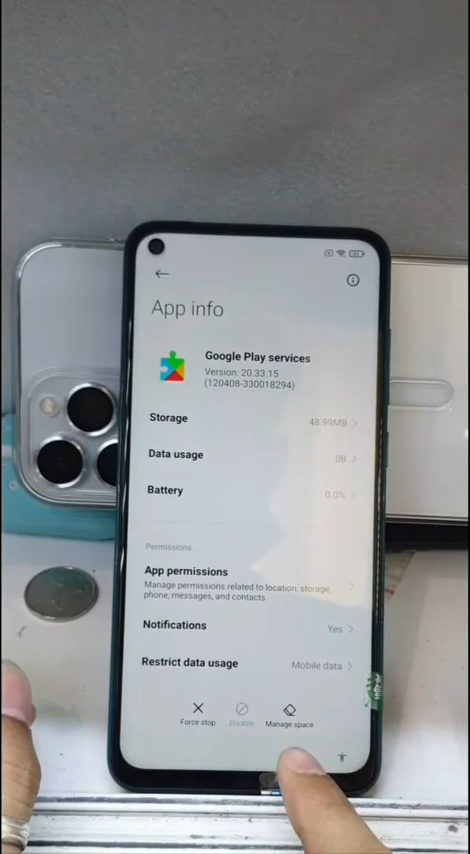 App info
Google Play services
Version: 20.33.15
(120408-330018294)
Storage
48.99MB
Data usage
0B
Battery
0.0%
Permissions
App permissions
Manage permissions related to location, storage,
phone, messages, and contacts.
Notifications
Yes
Restrict data usage
Mobile data
Force stop
Disable
Manage space